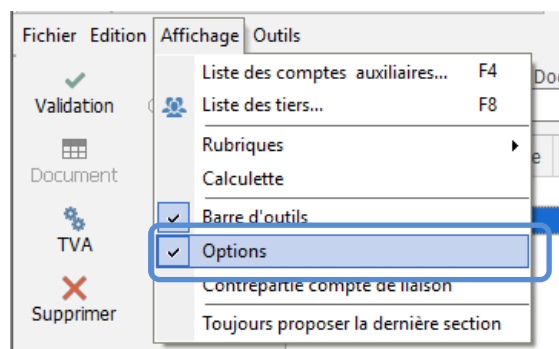 Fichier Edition Affichage Outils
Liste des comptes auxiliaires... F4
Validation
Liste des tiers... F8
Rubriques
Document
Calculette
Barre d'outils
TVA
Options
Contrepartie compte de liaison
Supprimer
Toujours proposer la dernière section